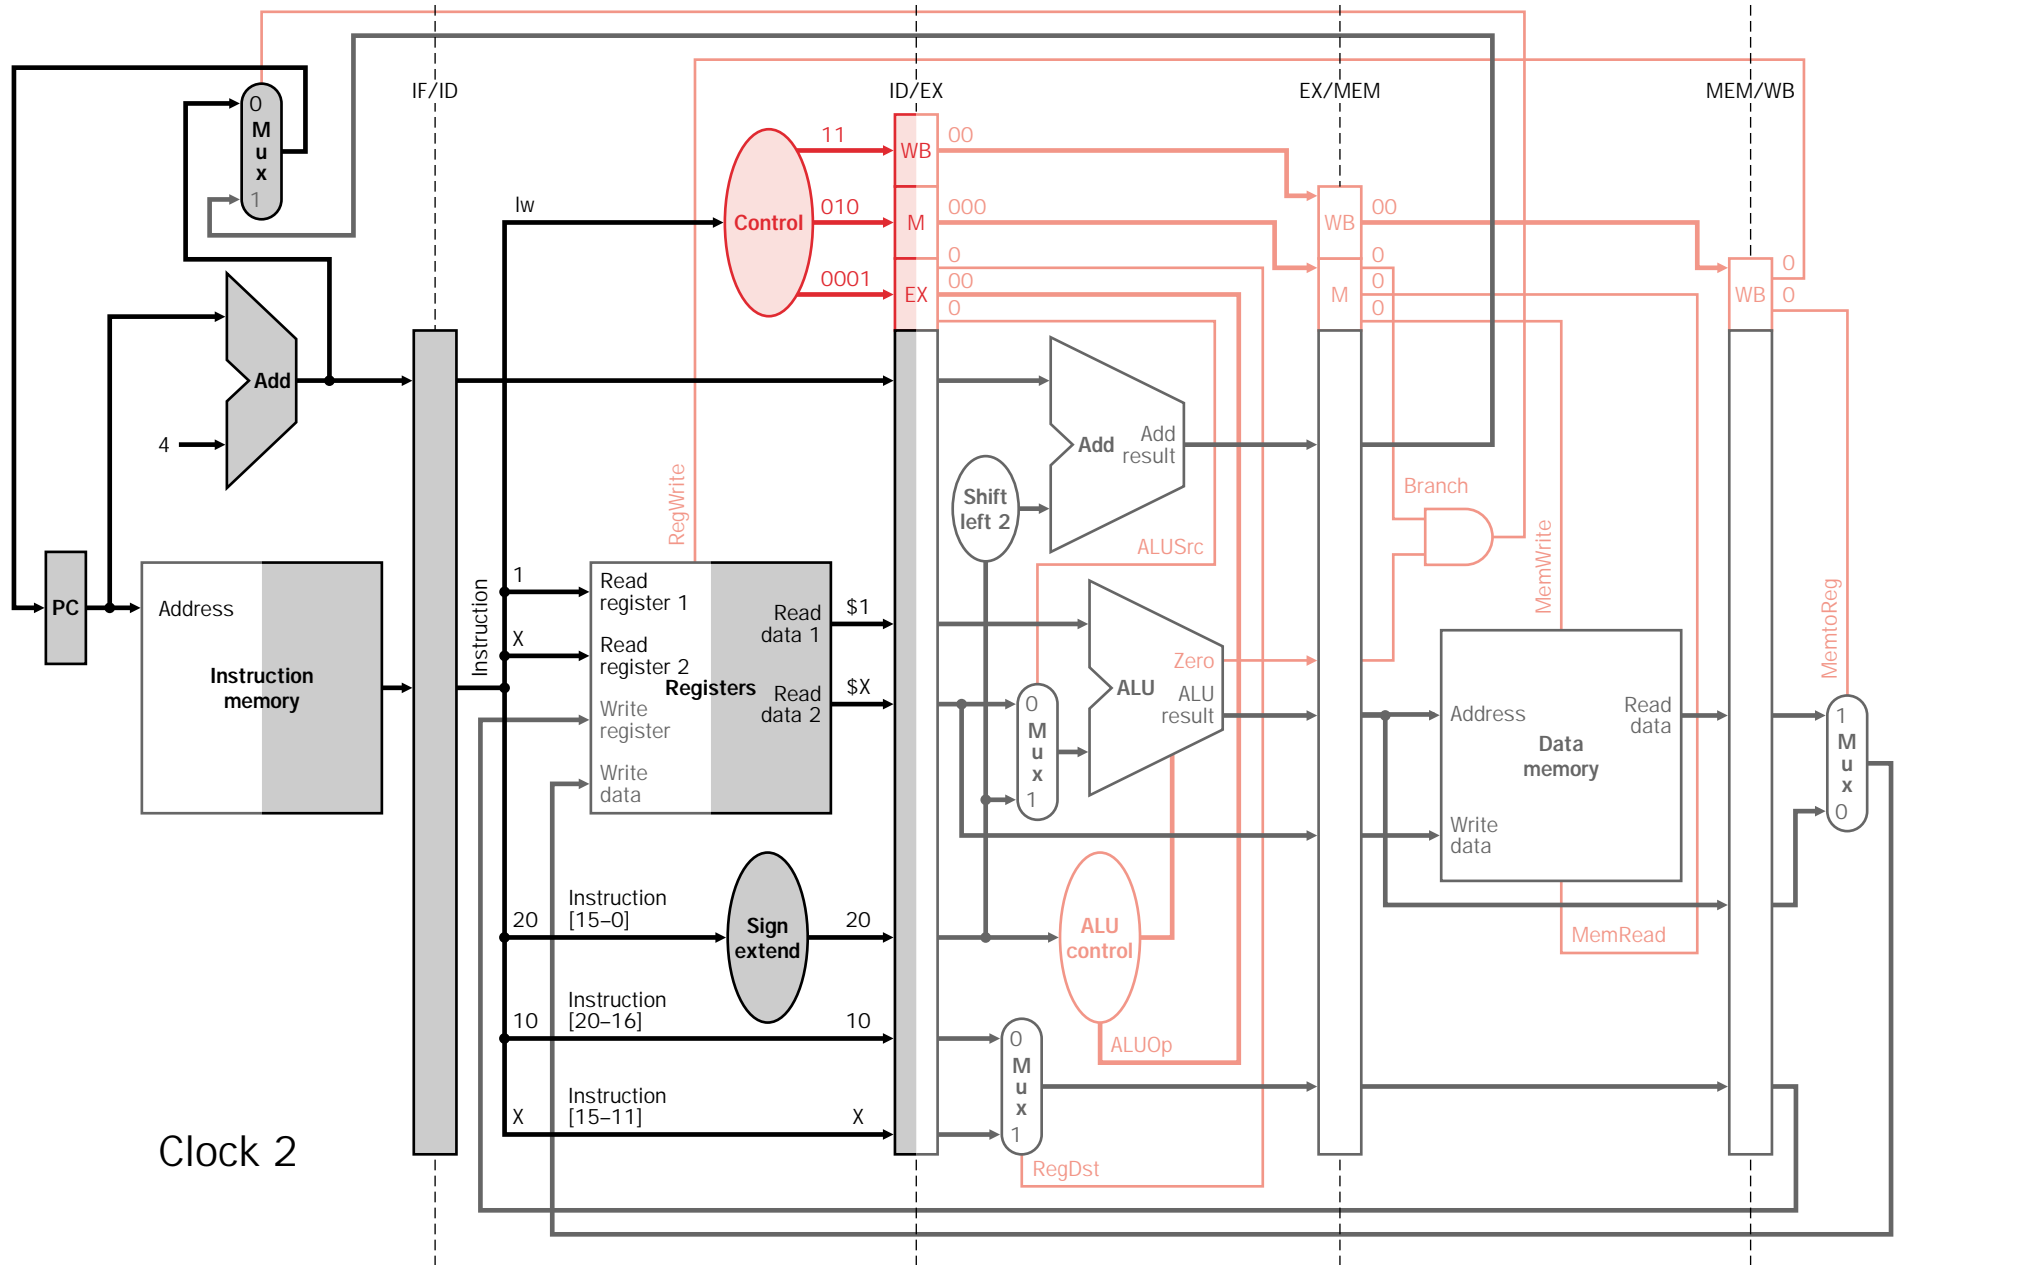 IF/ID
ID/EX
EX/MEM
MEM/WB
0
M
u
x
1
lw
Control
11
010
0001
WB
M
EX
00
000
0
00
0
WB
M
00
0
0
0
WB
0
0
Add
4
RegWrite
Shift
left 2
Add
Add
result
ALUSrc
Branch
MemWrite
MemtoReg
PC
Address
Instruction
memory
Instruction
1
X
Read
register 1
Read
register 2
Write
register
Write
data
Registers
Read
data 1
Read
data 2
$1
$X
0
M
u
x
1
Zero
ALU
ALU
result
Address
Write
data
Data
memory
Read
data
1
M
u
x
0
20
Instruction
[15–0]
Sign
extend
20
ALU
control
MemRead
10
Instruction
[20–16]
10
X
Instruction
[15–11]
X
0
M
u
x
1
ALUOp
RegDst
Clock 2